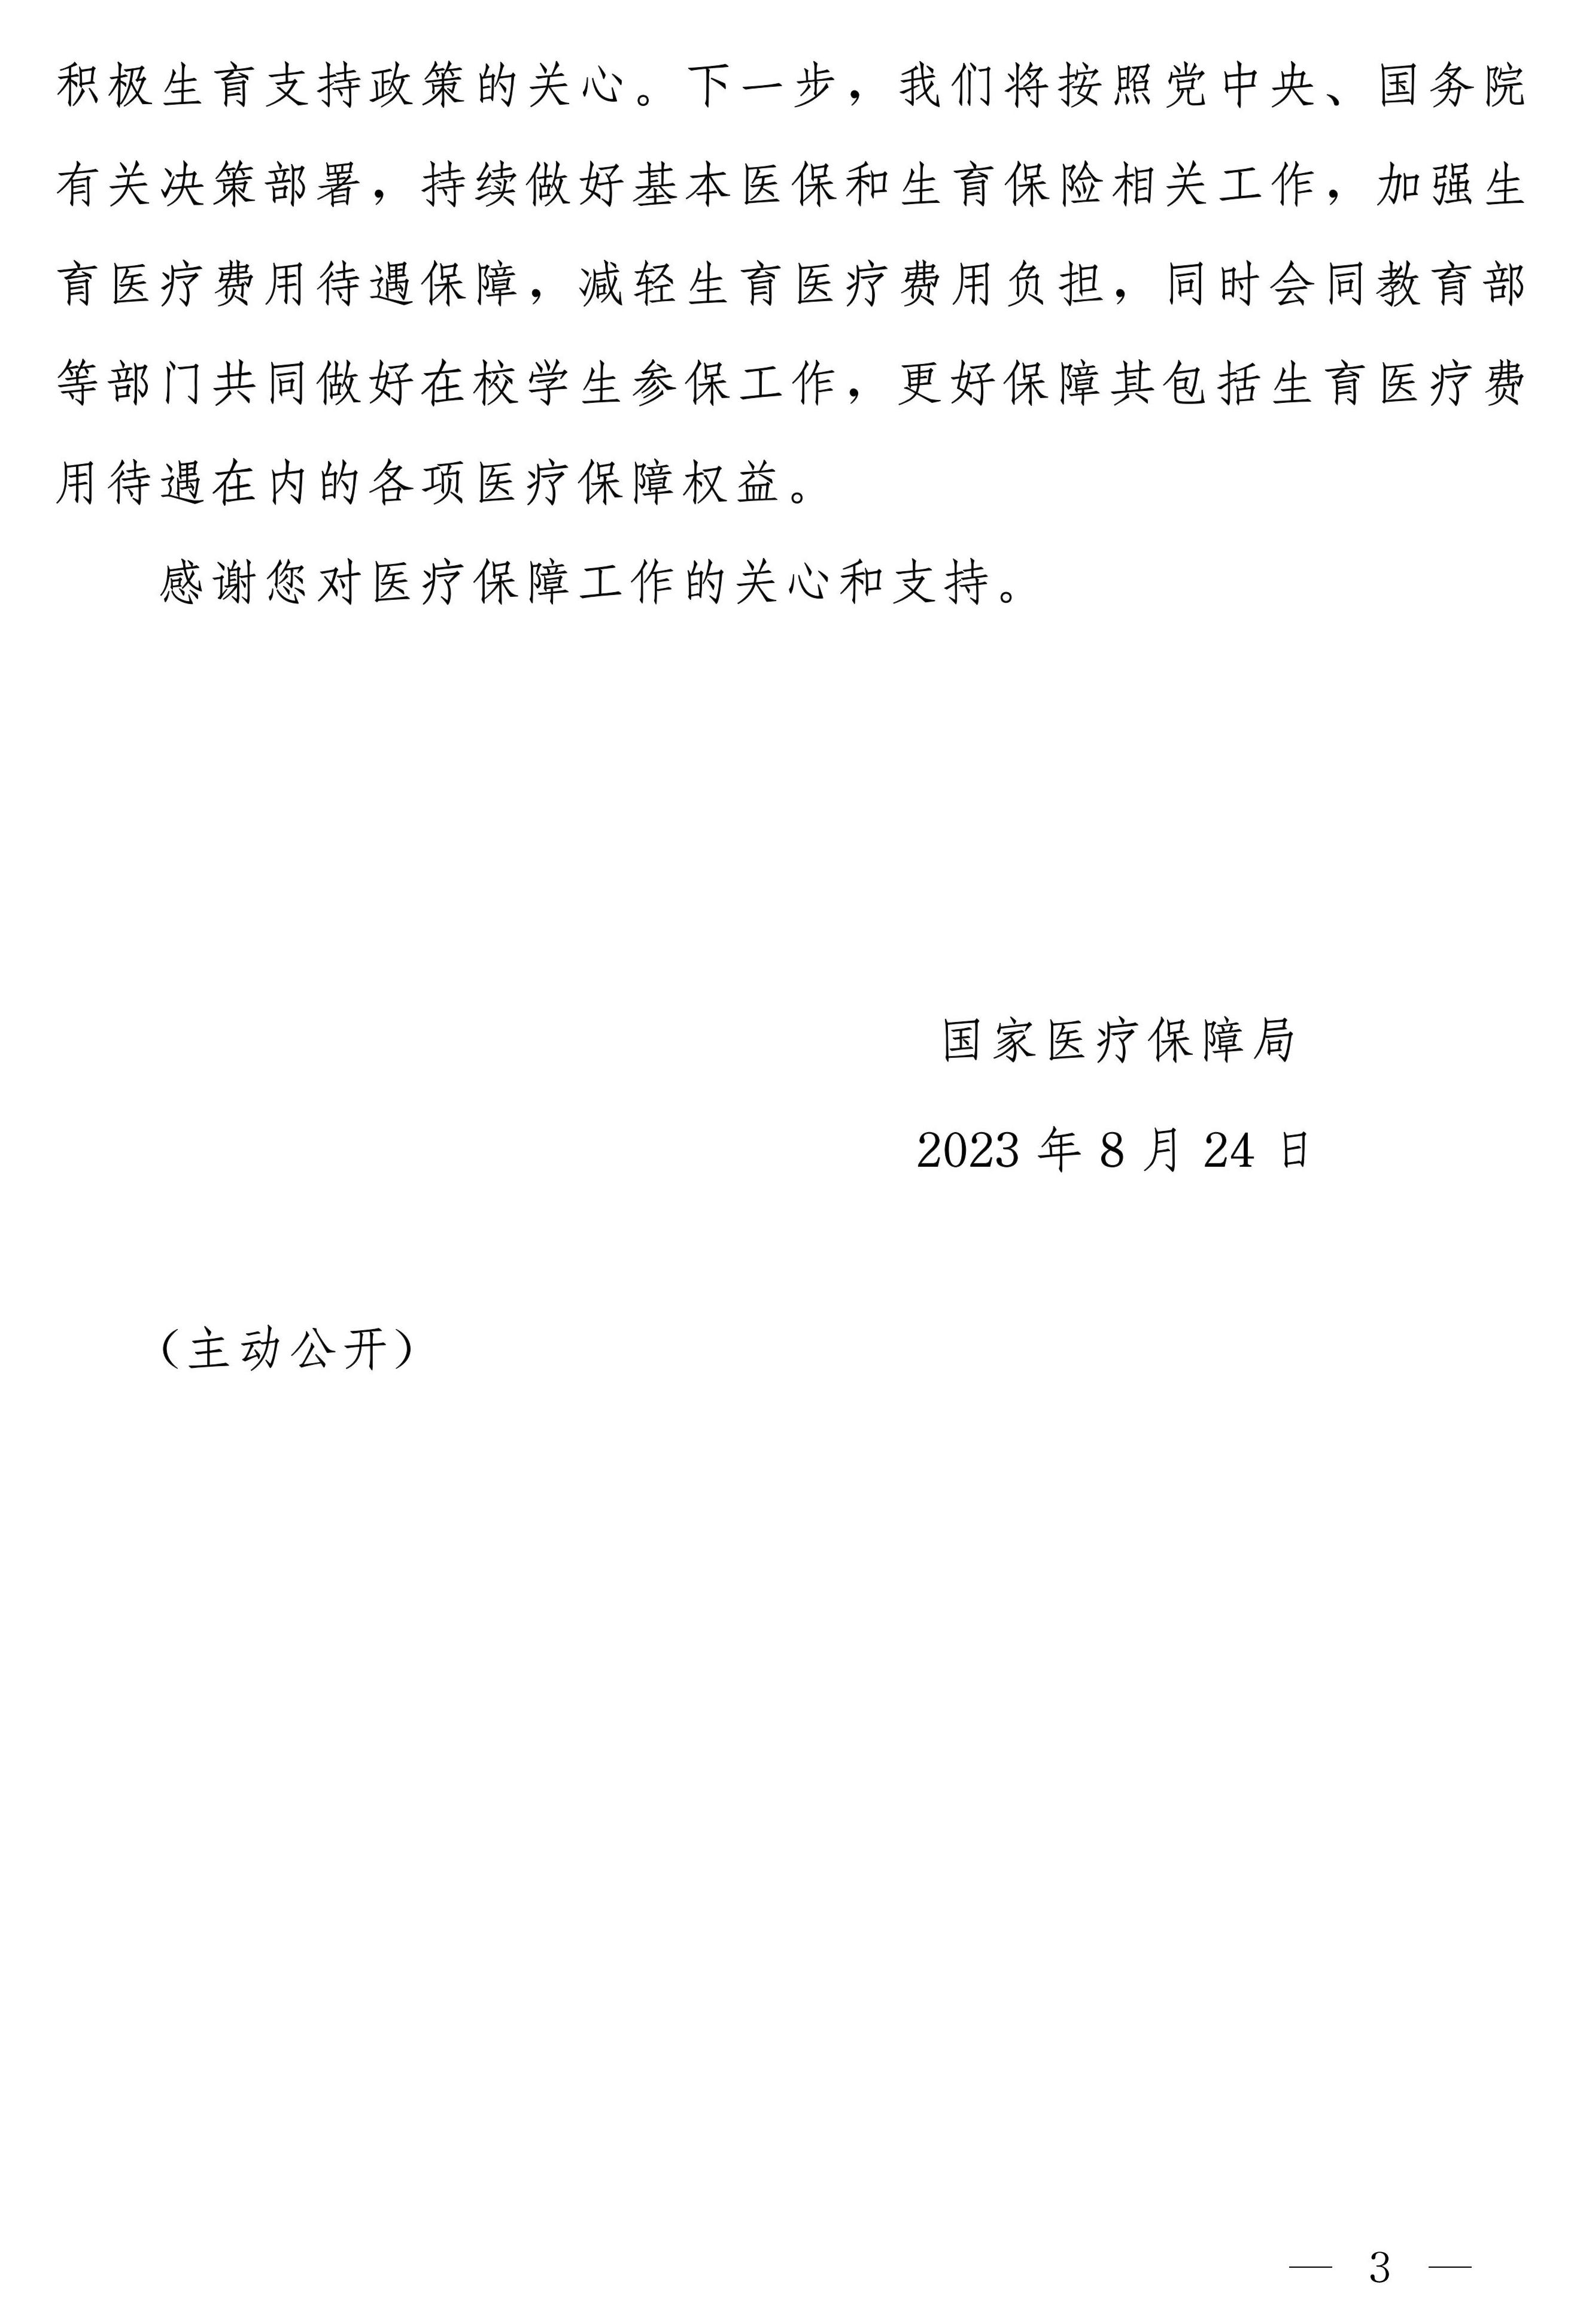 积极生育支持政策的关心。下一步，我们将按照党中央、国务院
有关决策部署，持续做好基本医保和生育保险相关工作，加强生
育医疗费用待遇保障，减轻生育医疗费用负担，同时会同教育部
等部门共同做好在校学生参保工作，更好保障其包括生育医疗费
用待遇在内的各项医疗保障权益。
感谢您对医疗保障工作的关心和支持。
国家医疗保障局
2023 年 8 月 24 日
（主动公开）
— 3 —